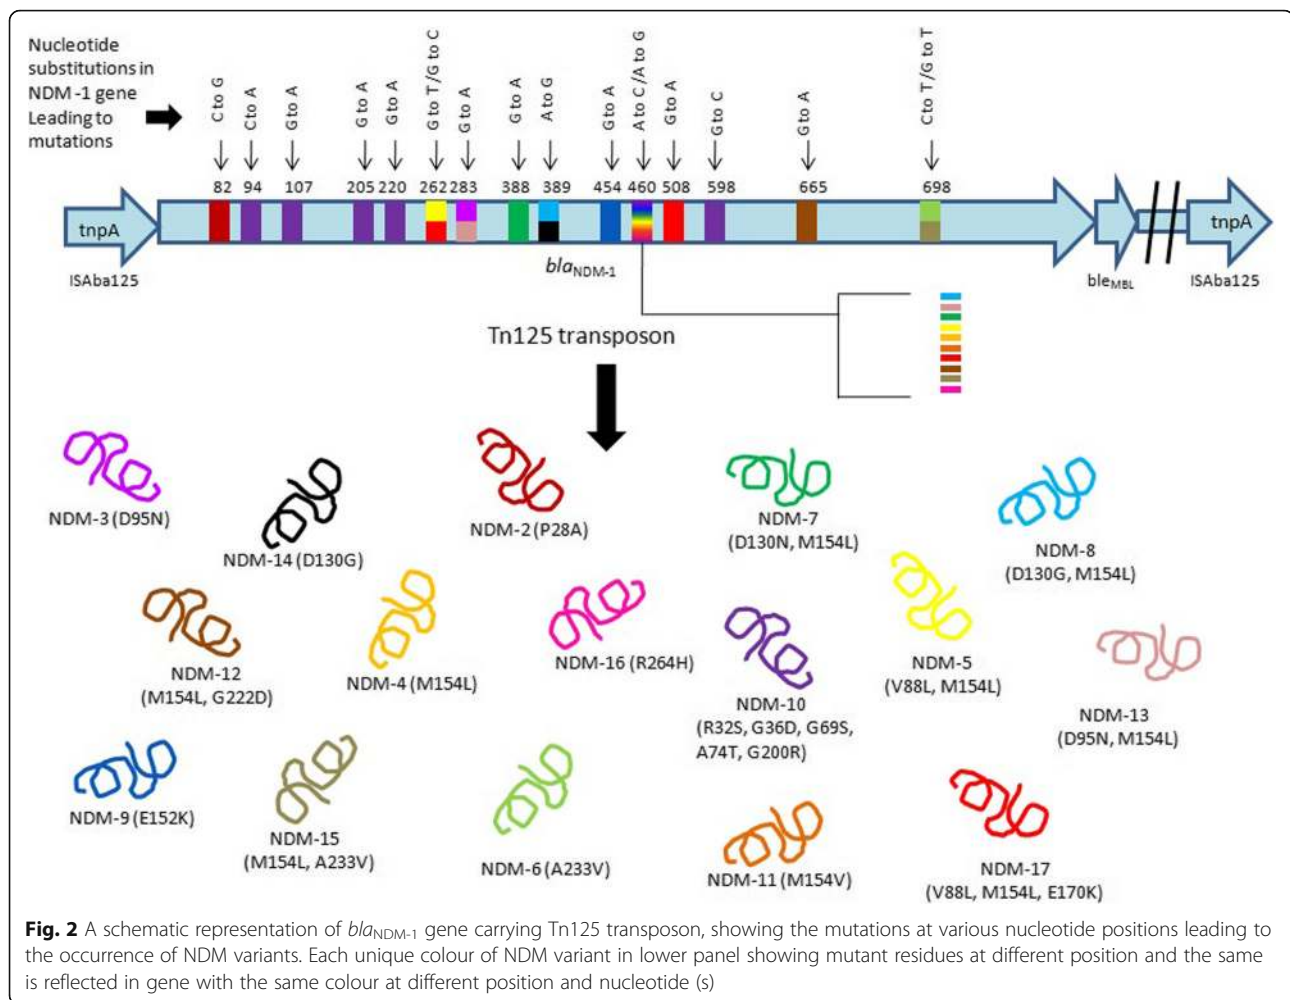 Nucleotide
substitutions in
NDM -1 gene
Leading to
mutations
C to G
C to A
G to A
G to A
G to A
G to T /G to C
G to A
G to A
A to G
G to A
A to C /A to G
G to A
G to C
G to A
C to T /G to T
82 94 107 205 220 262 283 388 389 454 460 508 598 665 698
tnpA
tnpA
ISAba125
blaNDM-1
bleMBL
ISAba125
Tn125 transposon
NDM-3 (D95N)
NDM-14 (D130G)
NDM-2 (P28A)
NDM-7
(D130N, M154L)
NDM-8
(D130G, M154L)
NDM-12
(M154L, G222D)
NDM-4 (M154L)
NDM-16 (R264H)
NDM-10
(R32S, G36D, G69S,
A74T, G200R)
NDM-5
(V88L, M154L)
NDM-13
(D95N, M154L)
NDM-9 (E152K)
NDM-15
(M154L, A233V)
NDM-6 (A233V)
NDM-11 (M154V)
NDM-17
(V88L, M154L, E170K)
Fig. 2 A schematic representation of blaNDM-1 gene carrying Tn125 transposon, showing the mutations at various nucleotide positions leading to
the occurrence of NDM variants. Each unique colour of NDM variant in lower panel showing mutant residues at different position and the same
is reflected in gene with the same colour at different position and nucleotide (s)